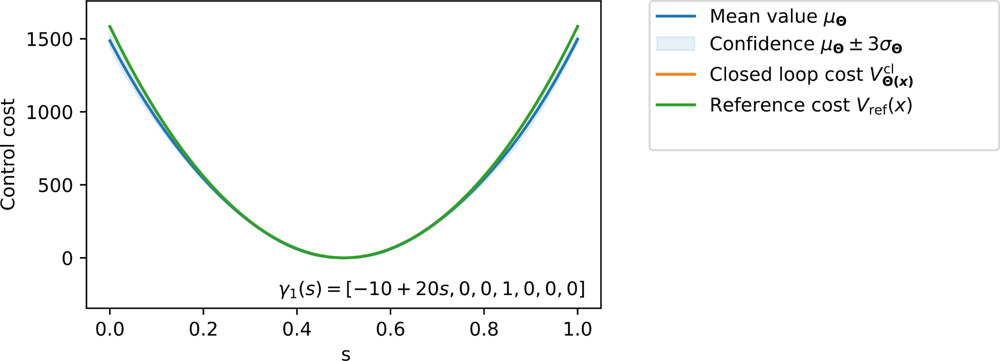 Control cost
1500
1000
500
0
0.0 0.2 0.4 0.6 0.8 1.0
s
γ₁(s) = [−10 + 20s, 0, 0, 1, 0, 0, 0]
Mean value μ_Θ
Confidence μ_Θ ± 3σ_Θ
Closed loop cost V^cl_Θ(x)
Reference cost V_ref(x)